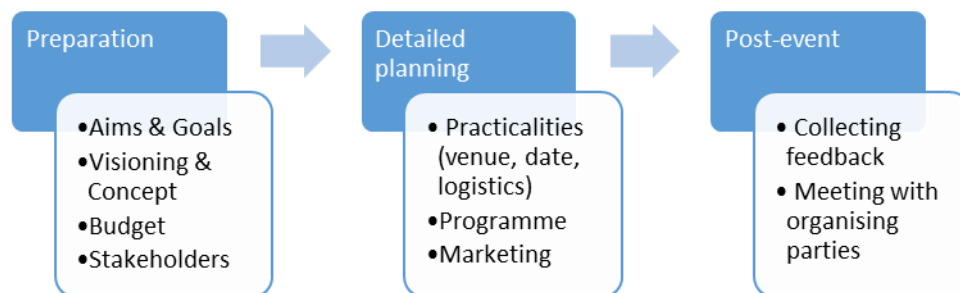 Preparation
•Aims & Goals
•Visioning &
Concept
•Budget
•Stakeholders
Detailed
planning
• Practicalities
(venue, date,
logistics)
• Programme
• Marketing
Post-event
• Collecting
feedback
• Meeting with
organising
parties